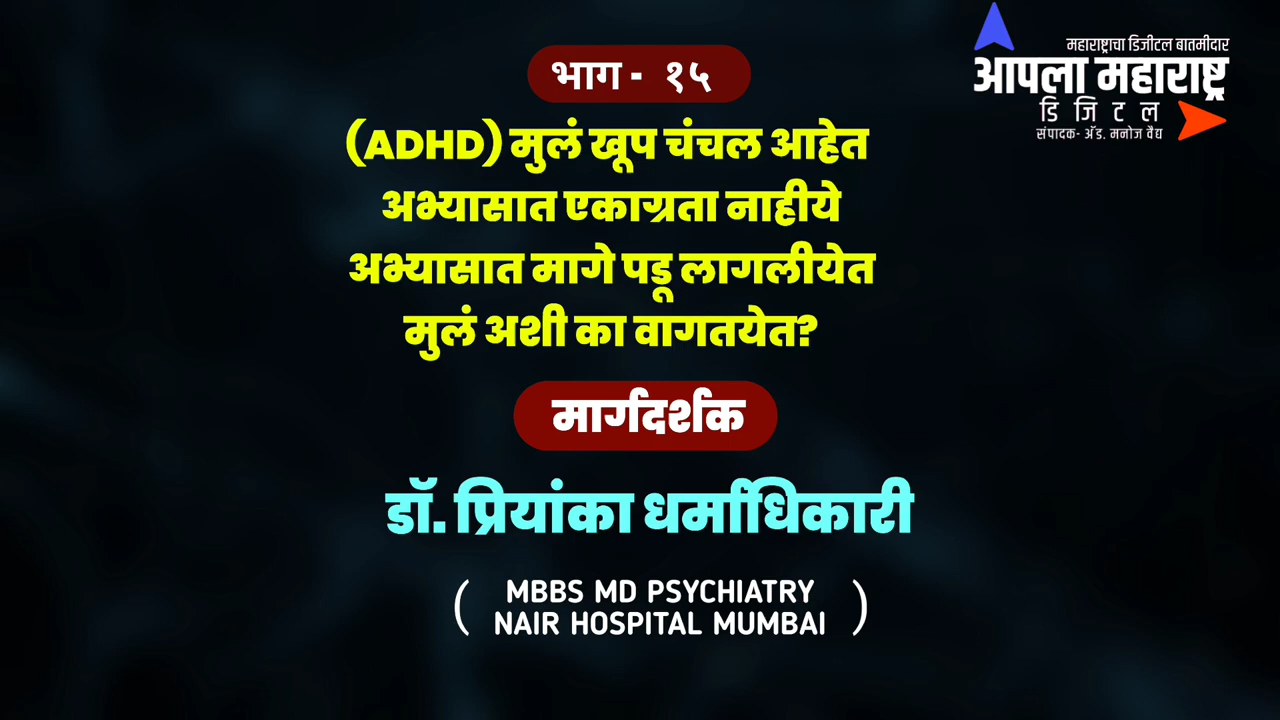 महाराष्ट्राचा डिजीटल बातमीदार
आपला महाराष्ट्र
डिजिटल
संपादक- अ‍ॅड. मनोज वैद्य
भाग - १५
(ADHD) मुलं खूप चंचल आहेत
अभ्यासात एकाग्रता नाहीये
अभ्यासात मागे पडू लागलीयेत
मुलं अशी का वागतयेत?
मार्गदर्शक
डॉ. प्रियांका धर्माधिकारी
( MBBS MD PSYCHIATRY
NAIR HOSPITAL MUMBAI )